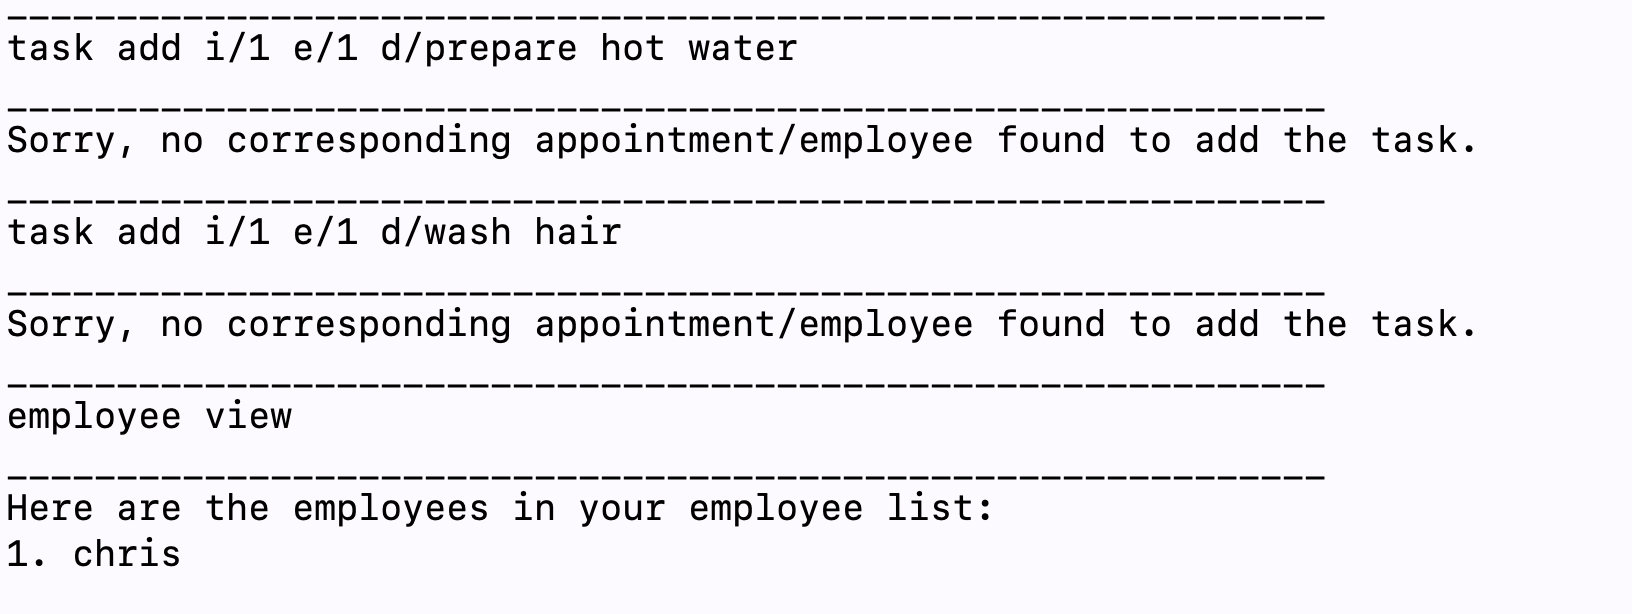 ____________________________________________________________
task add i/1 e/1 d/prepare hot water
____________________________________________________________
Sorry, no corresponding appointment/employee found to add the task.
____________________________________________________________
task add i/1 e/1 d/wash hair
____________________________________________________________
Sorry, no corresponding appointment/employee found to add the task.
____________________________________________________________
employee view
____________________________________________________________
Here are the employees in your employee list:
1. chris